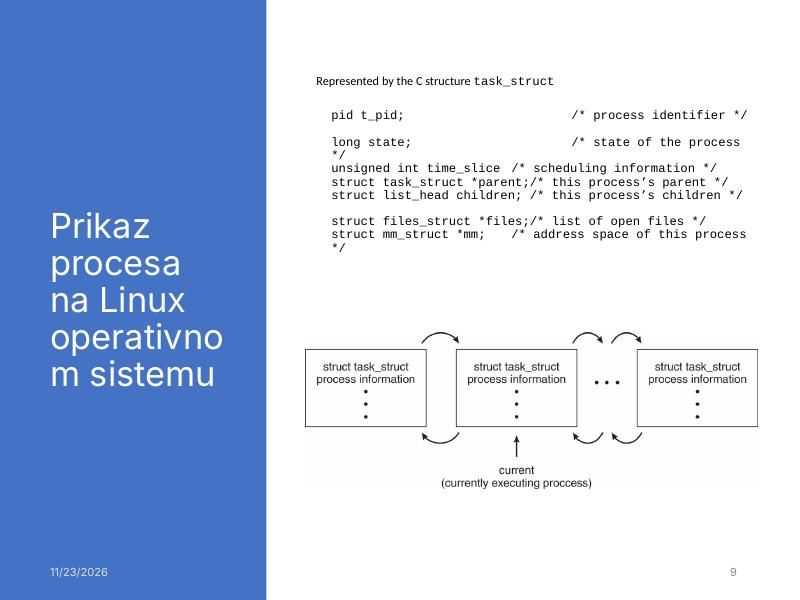 Prikaz
procesa
na Linux
operativno
m sistemu
Represented by the C structure task_struct
pid t_pid; /* process identifier */
long state; /* state of the process
*/
unsigned int time_slice /* scheduling information */
struct task_struct *parent;/* this process’s parent */
struct list_head children; /* this process’s children */
struct files_struct *files;/* list of open files */
struct mm_struct *mm; /* address space of this process
*/
struct task_struct
process information
struct task_struct
process information
• • •
struct task_struct
process information
current
(currently executing proccess)
11/23/2026
9